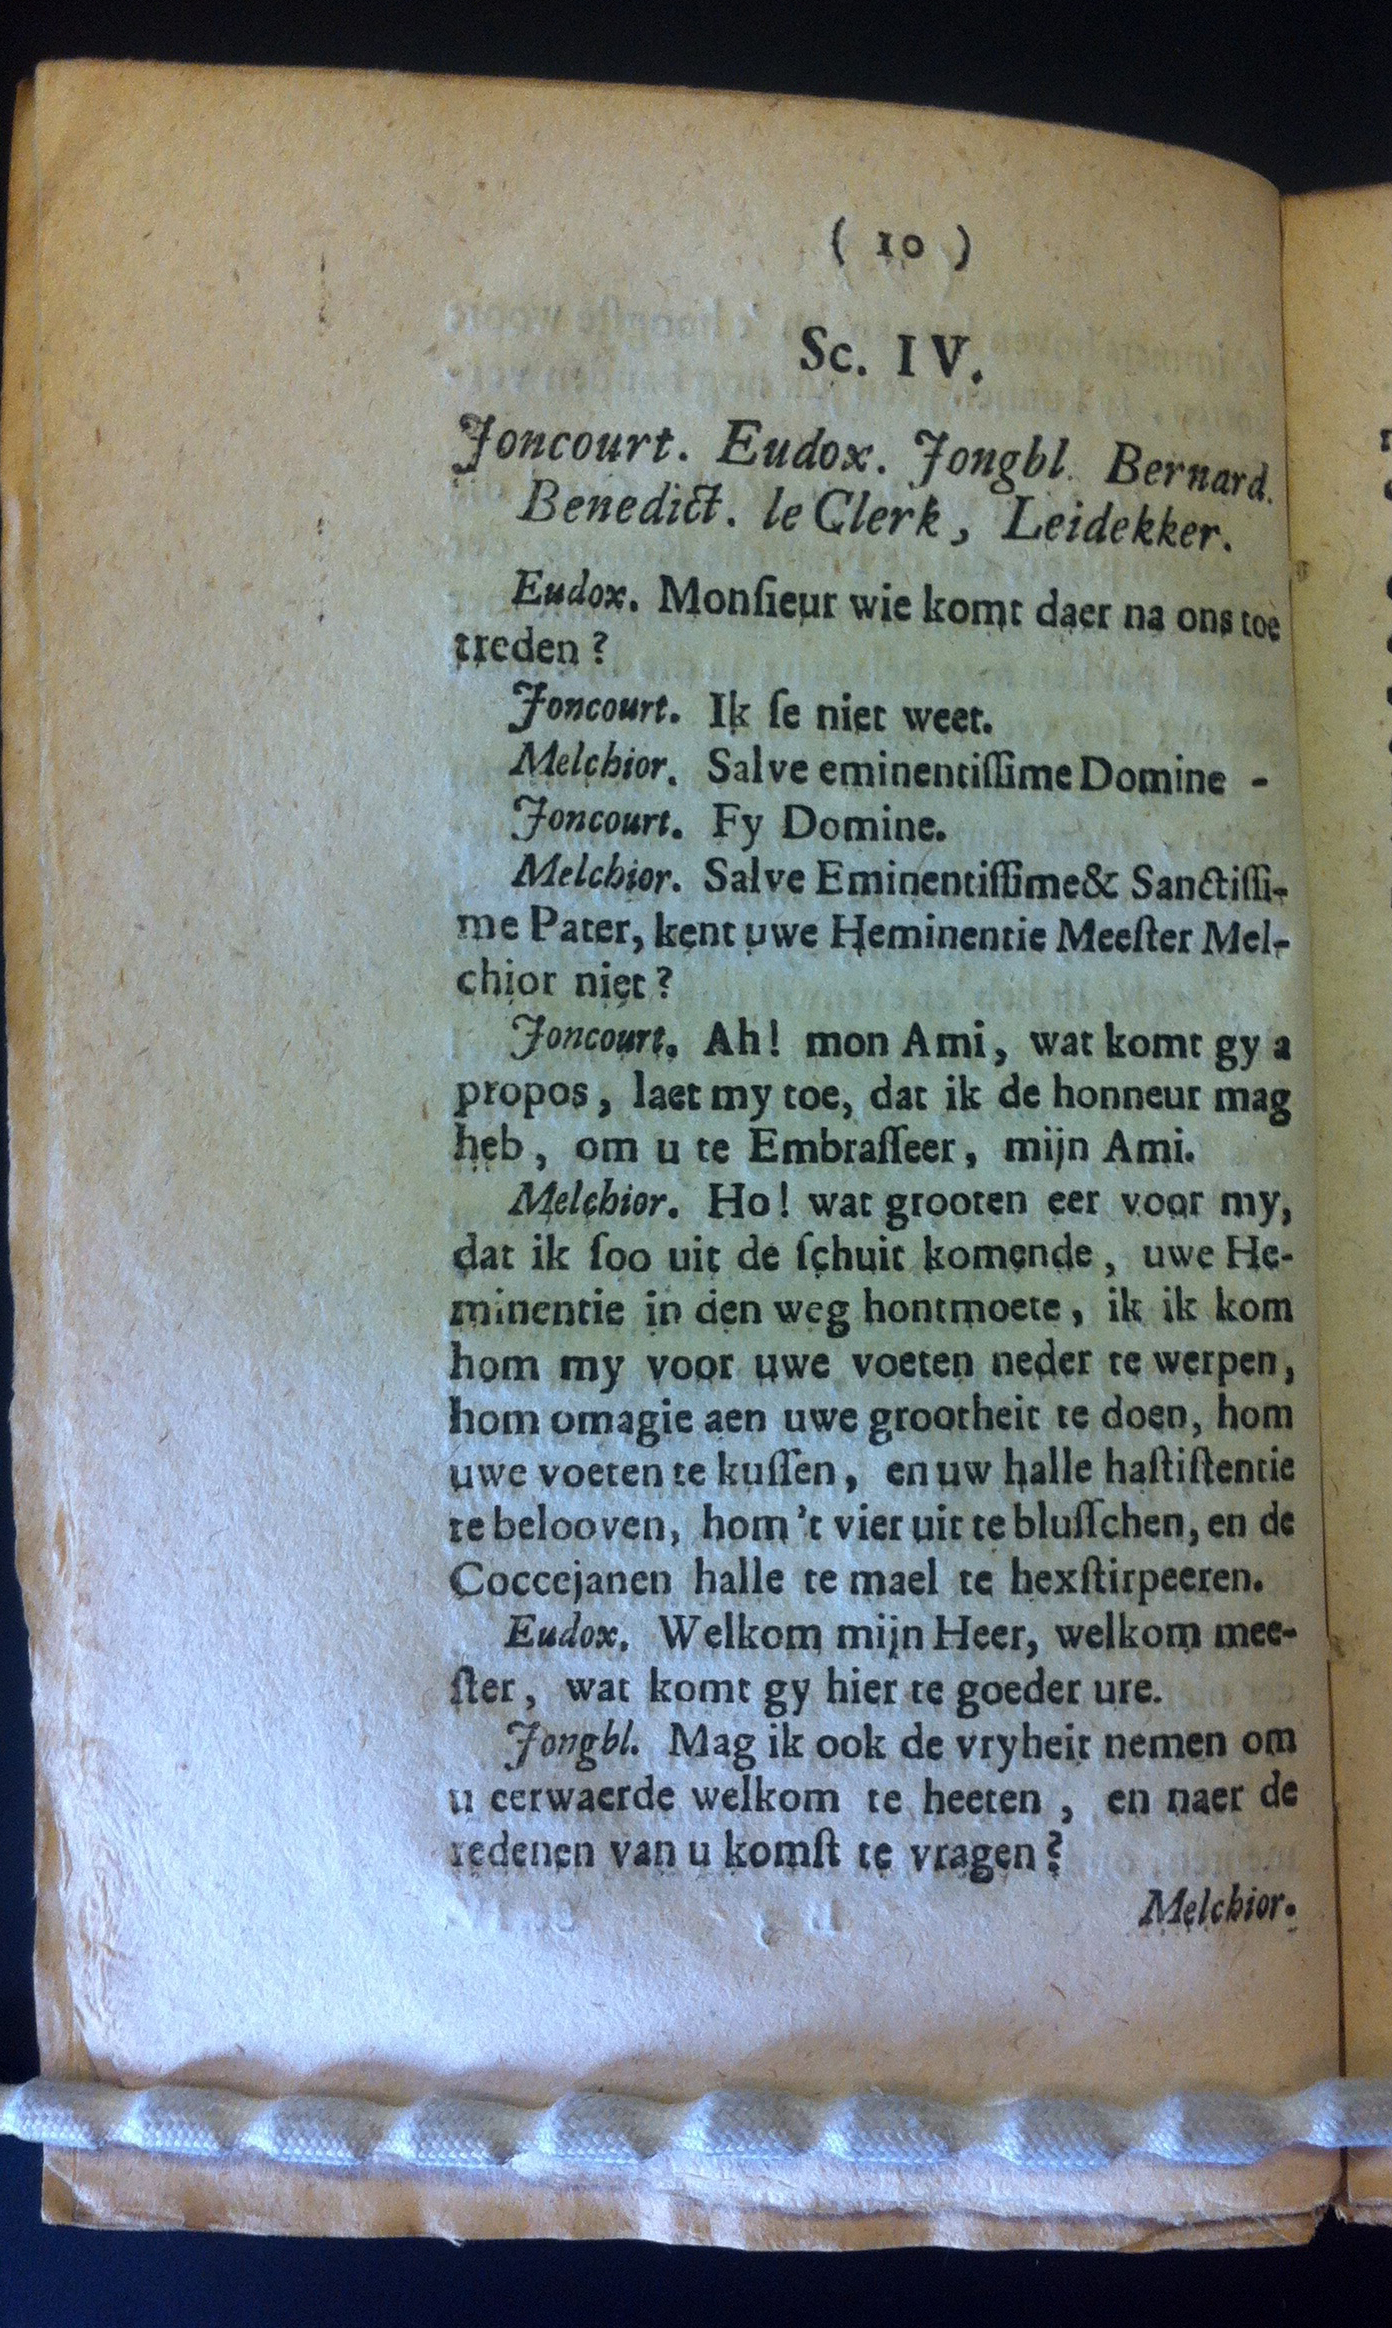 ( 10 )
Sc. IV.
Joncourt. Eudox. Jongbl. Bernard.
Benedict. le Clerk, Leidekker.
Eudox. Monſieur wie komt daer na ons toe
treden?
Joncourt. Ik ſe niet weet.
Melchior. Salve eminentiſſime Domine -
Joncourt. Fy Domine.
Melchior. Salve Eminentiſſime & Sanctiſſi-
me Pater, kent uwe Heminentie Meeſter Mel-
chior niet?
Joncourt. Ah! mon Ami, wat komt gy a
propos, laet my toe, dat ik de honneur mag
heb, om u te Embraſſeer, mijn Ami.
Melchior. Ho! wat grooten eer voor my,
dat ik ſoo uit de ſchuit komende, uwe He-
minentie in den weg hontmoete, ik ik kom
hom my voor uwe voeten neder te werpen,
hom omagie aen uwe grootheit te doen, hom
uwe voeten te kuſſen, en uw halle haſtiſtentie
te belooven, hom 't vier uit te bluſſchen, en de
Coccejanen halle te mael te hexſtirpeeren.
Eudox. Welkom mijn Heer, welkom mee-
ſter, wat komt gy hier te goeder ure.
Jongbl. Mag ik ook de vryheit nemen om
u eerwaerde welkom te heeten, en naer de
redenen van u komſt te vragen?
Melchior.